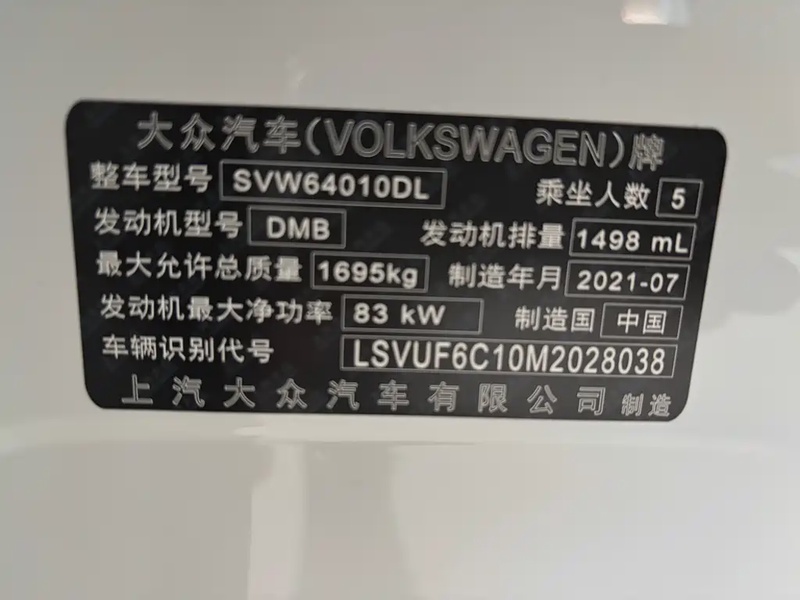 大众汽车(VOLKSWAGEN)牌
整车型号 SVW64010DL 乘坐人数 5
发动机型号 DMB 发动机排量 1498 mL
最大允许总质量 1695kg 制造年月 2021-07
发动机最大净功率 83 kW 制造国 中国
车辆识别代号 LSVUF6C10M2028038
上汽大众汽车有限公司 制造